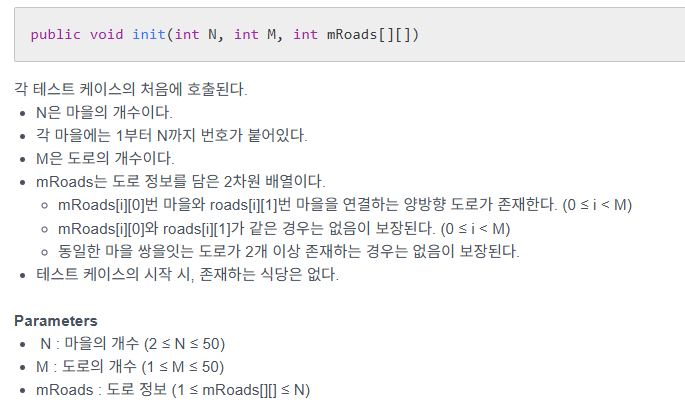 public void init(int N, int M, int mRoads[][])
각 테스트 케이스의 처음에 호출된다.
• N은 마을의 개수이다.
• 각 마을에는 1부터 N까지 번호가 붙어있다.
• M은 도로의 개수이다.
• mRoads는 도로 정보를 담은 2차원 배열이다.
○ mRoads[i][0]번 마을와 roads[i][1]번 마을을 연결하는 양방향 도로가 존재한다. (0 ≤ i < M)
○ mRoads[i][0]와 roads[i][1]가 같은 경우는 없음이 보장된다. (0 ≤ i < M)
○ 동일한 마을 쌍을잇는 도로가 2개 이상 존재하는 경우는 없음이 보장된다.
• 테스트 케이스의 시작 시, 존재하는 식당은 없다.
Parameters
• N : 마을의 개수 (2 ≤ N ≤ 50)
• M : 도로의 개수 (1 ≤ M ≤ 50)
• mRoads : 도로 정보 (1 ≤ mRoads[][] ≤ N)